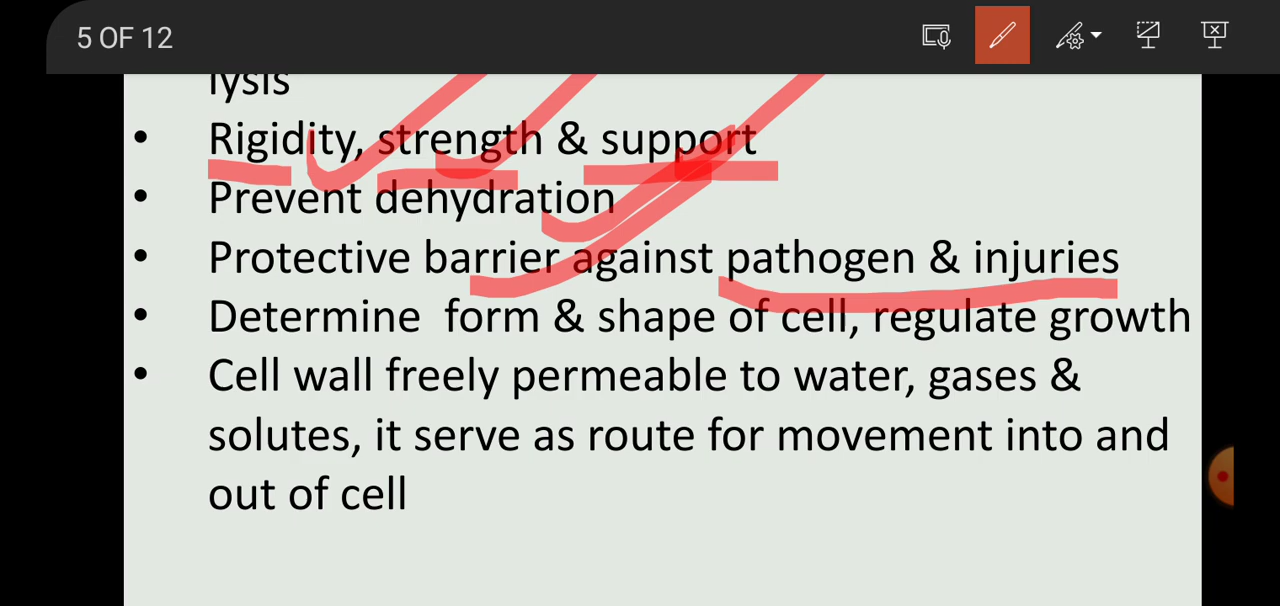 5 OF 12
lysis
• Rigidity, strength & support
• Prevent dehydration
• Protective barrier against pathogen & injuries
• Determine form & shape of cell, regulate growth
• Cell wall freely permeable to water, gases &
solutes, it serve as route for movement into and
out of cell